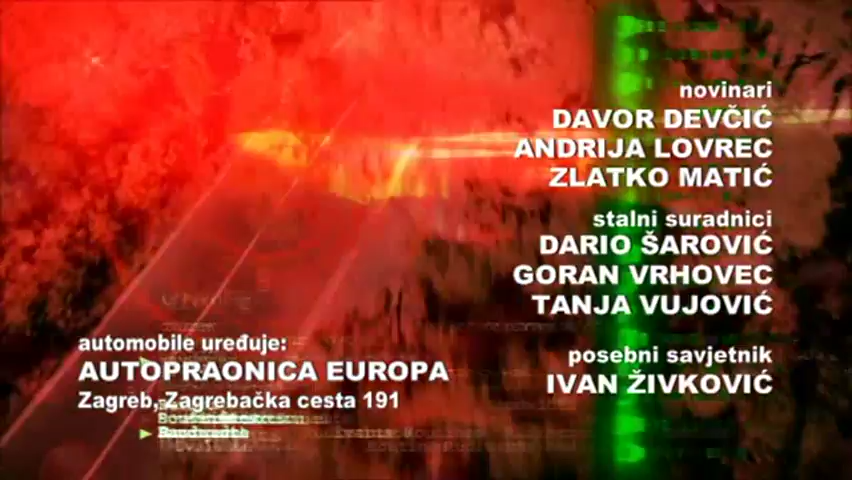 novinari
DAVOR DEVČIĆ
ANDRIJA LOVREC
ZLATKO MATIĆ
stalni suradnici
DARIO ŠAROVIĆ
GORAN VRHOVEC
TANJA VUJOVIĆ
posebni savjetnik
IVAN ŽIVKOVIĆ
automobile uređuje:
AUTOPRAONICA EUROPA
Zagreb, Zagrebačka cesta 191